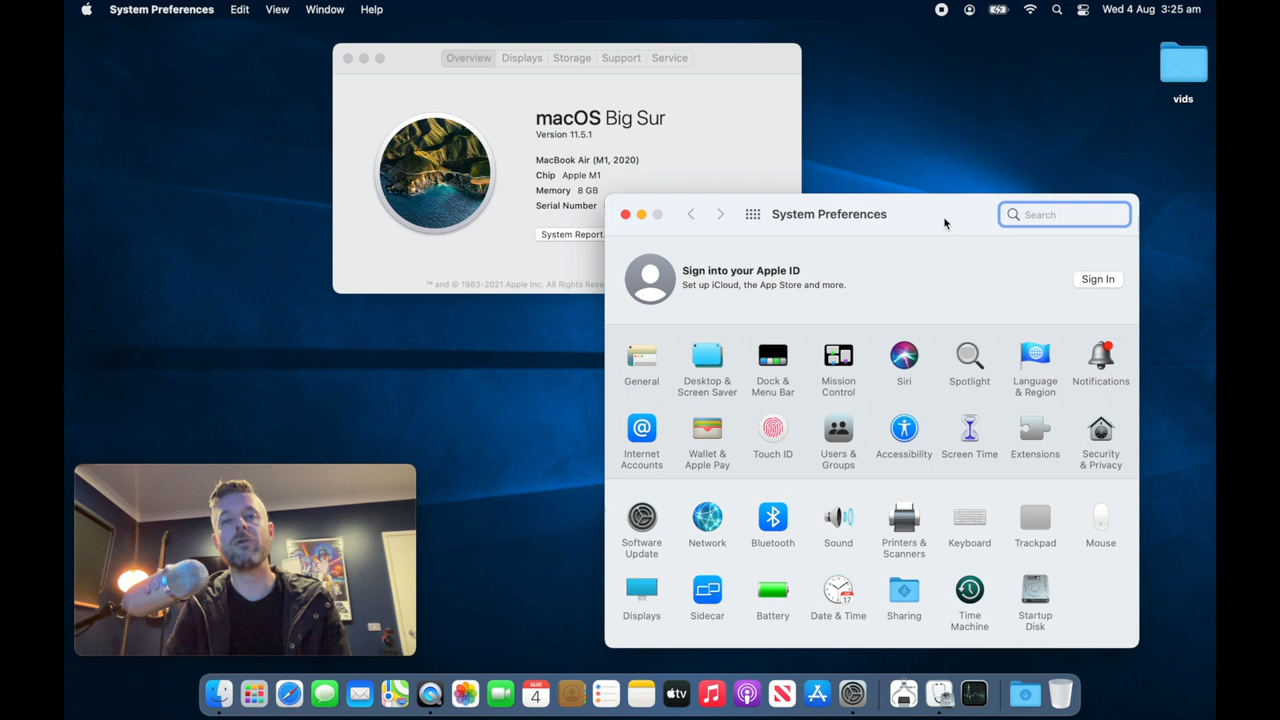 System Preferences Edit View Window Help
Wed 4 Aug 3:25 am
vids
Overview Displays Storage Support Service
macOS Big Sur
Version 11.5.1
MacBook Air (M1, 2020)
Chip Apple M1
Memory 8 GB
Serial Number
System Report.
™ and © 1983-2021 Apple Inc. All Rights Rese
System Preferences
Search
Sign into your Apple ID
Set up iCloud, the App Store and more.
Sign In
General
Desktop &
Screen Saver
Dock &
Menu Bar
Mission
Control
Siri
Spotlight
Language
& Region
Notifications
Internet
Accounts
Wallet &
Apple Pay
Touch ID
Users &
Groups
Accessibility
Screen Time
Extensions
Security
& Privacy
Software
Update
Network
Bluetooth
Sound
Printers &
Scanners
Keyboard
Trackpad
Mouse
Displays
Sidecar
Battery
17
Date & Time
Sharing
Time
Machine
Startup
Disk
AUG
4
tv